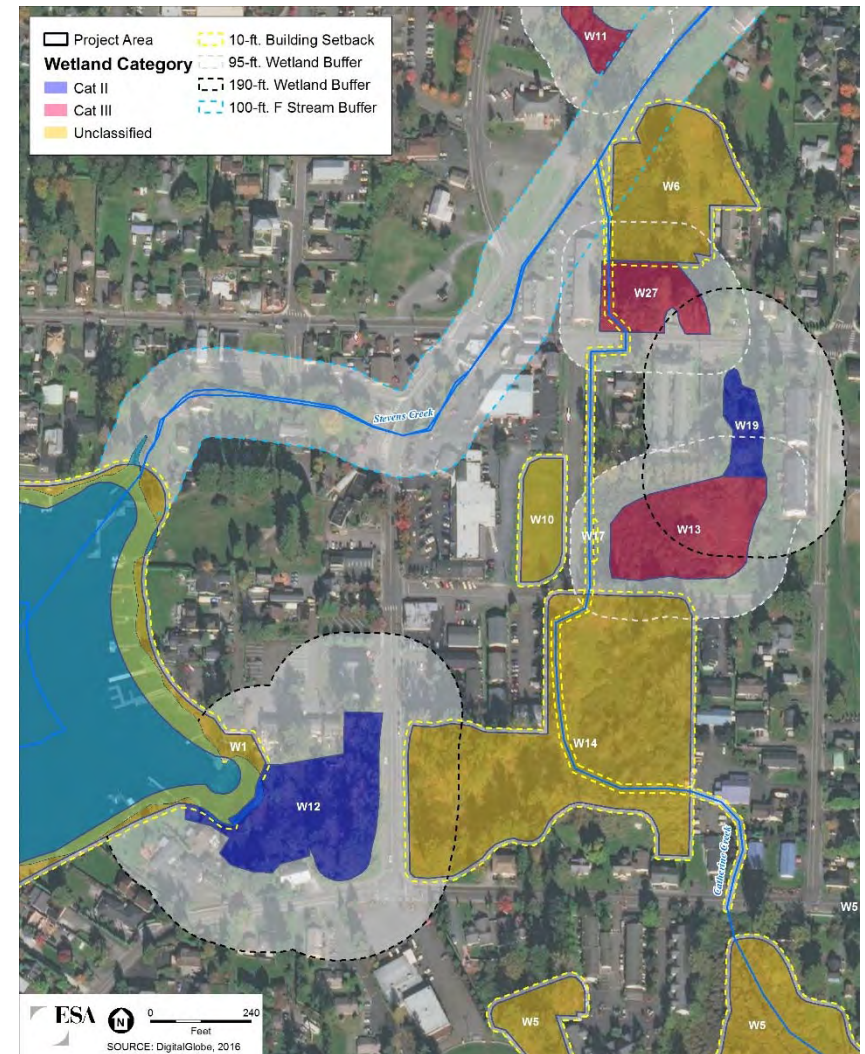 Project Area
Wetland Category
Cat II
Cat III
Unclassified
10-ft. Building Setback
95-ft. Wetland Buffer
190-ft. Wetland Buffer
100-ft. F Stream Buffer
W11
W6
W27
W19
Stevens Creek
W10
W17
W13
W1
W14
W12
Catherine Creek
W5
W5
W5
ESA
N
0 240
Feet
SOURCE: DigitalGlobe, 2016